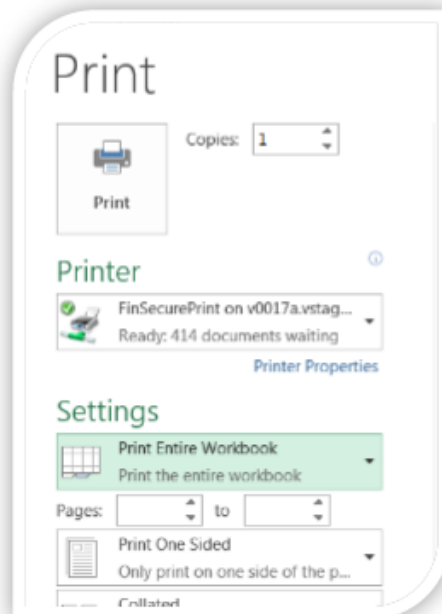 Print
Copies: 1
Print
Printer
FinSecurePrint on v0017a.vstag...
Ready: 414 documents waiting
Printer Properties
Settings
Print Entire Workbook
Print the entire workbook
Pages: to
Print One Sided
Only print on one side of the p...
Collated